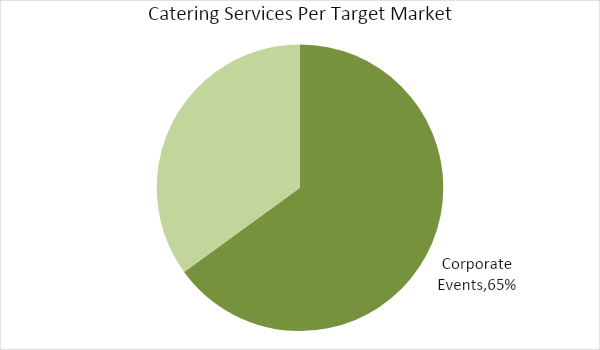 Catering Services Per Target Market
Corporate
Events,65%